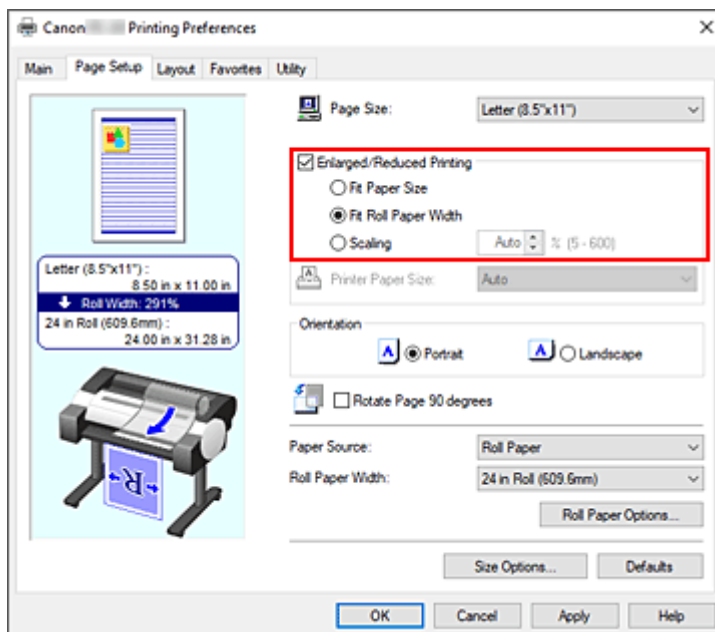 Canon Printing Preferences
Main Page Setup Layout Favorites Utility
Page Size: Letter (8.5"x11")
Enlarged/Reduced Printing
Fit Paper Size
Fit Roll Paper Width
Scaling Auto % (5 - 600)
Printer Paper Size: Auto
Letter (8.5"x11") :
8.50 in x 11.00 in
Roll Width: 291%
24 in Roll (609.6mm) :
24.00 in x 31.28 in
Orientation
A Portrait A Landscape
Rotate Page 90 degrees
R
Paper Source: Roll Paper
Roll Paper Width: 24 in Roll (609.6mm)
Roll Paper Options...
Size Options... Defaults
OK Cancel Apply Help